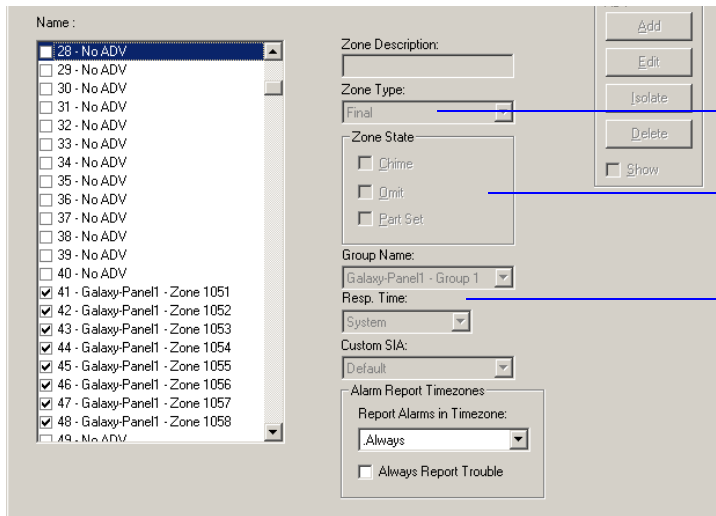 Name :
28 - No ADV
29 - No ADV
30 - No ADV
31 - No ADV
32 - No ADV
33 - No ADV
34 - No ADV
35 - No ADV
36 - No ADV
37 - No ADV
38 - No ADV
39 - No ADV
40 - No ADV
41 - Galaxy-Panel1 - Zone 1051
42 - Galaxy-Panel1 - Zone 1052
43 - Galaxy-Panel1 - Zone 1053
44 - Galaxy-Panel1 - Zone 1054
45 - Galaxy-Panel1 - Zone 1055
46 - Galaxy-Panel1 - Zone 1056
47 - Galaxy-Panel1 - Zone 1057
48 - Galaxy-Panel1 - Zone 1058
49 - No ADV
Zone Description:
Zone Type:
Final
Zone State
Chime
Omit
Part Set
Group Name:
Galaxy-Panel1 - Group 1
Resp. Time:
System
Custom SIA:
Default
Alarm Report Timezones
Report Alarms in Timezone:
.Always
Always Report Trouble
Add
Edit
Isolate
Delete
Show